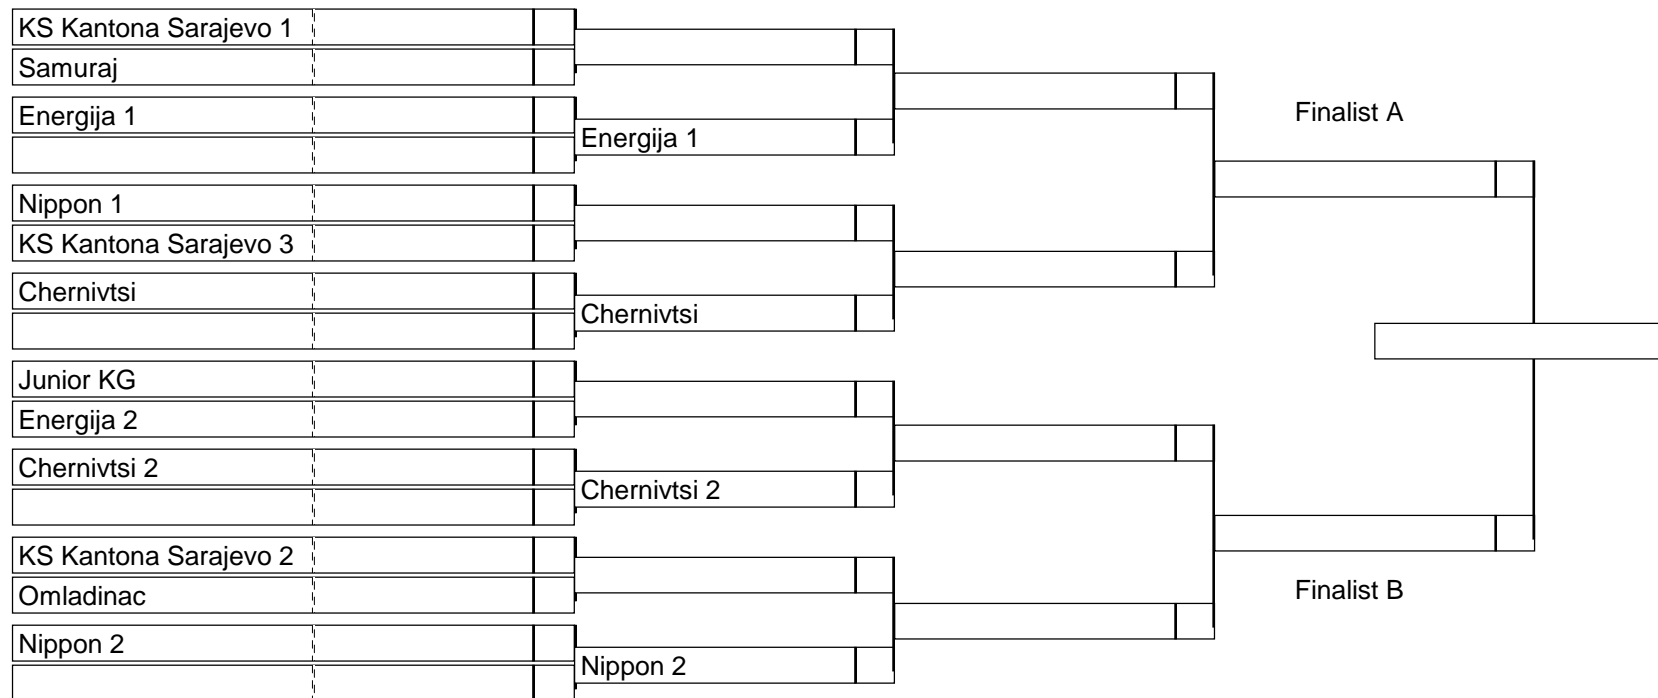 KS Kantona Sarajevo 1
Samuraj
Energija 1
Energija 1
Finalist A
Nippon 1
KS Kantona Sarajevo 3
Chernivtsi
Chernivtsi
Junior KG
Energija 2
Chernivtsi 2
Chernivtsi 2
KS Kantona Sarajevo 2
Omladinac
Finalist B
Nippon 2
Nippon 2